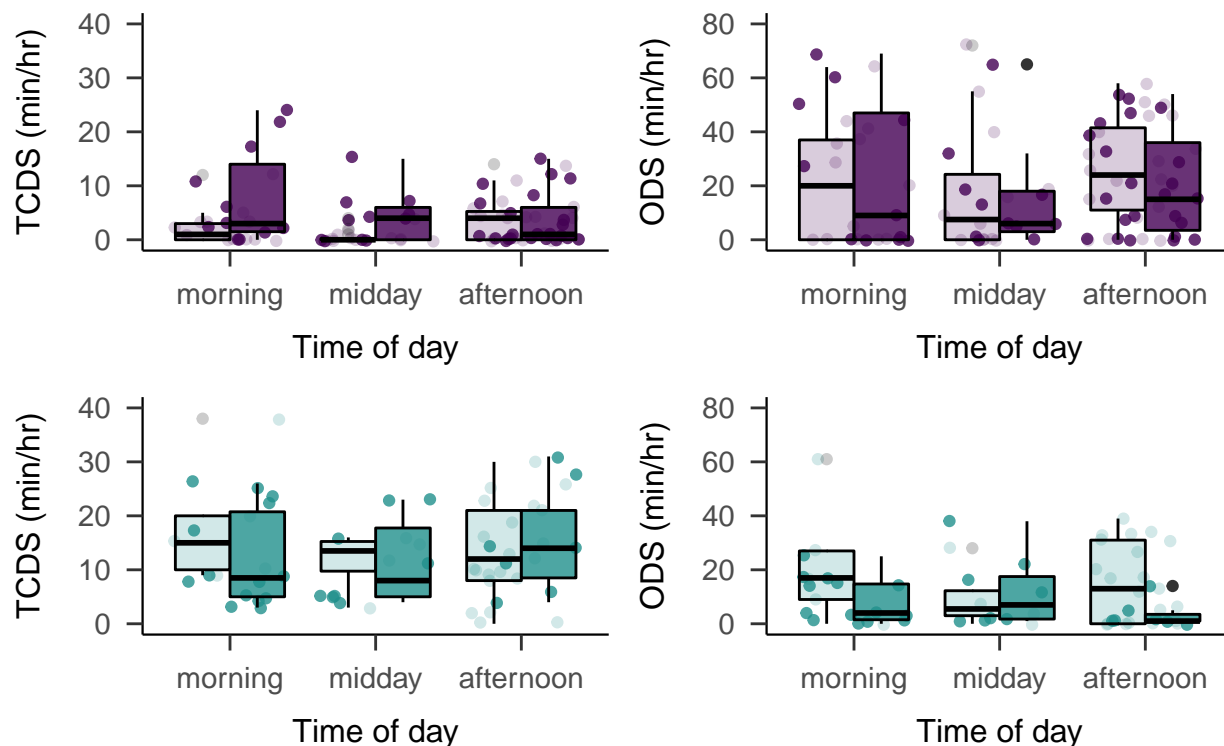 TCDS (min/hr)
40
30
20
10
0
morning midday afternoon
Time of day
ODS (min/hr)
80
60
40
20
0
morning midday afternoon
Time of day
TCDS (min/hr)
40
30
20
10
0
morning midday afternoon
Time of day
ODS (min/hr)
80
60
40
20
0
morning midday afternoon
Time of day